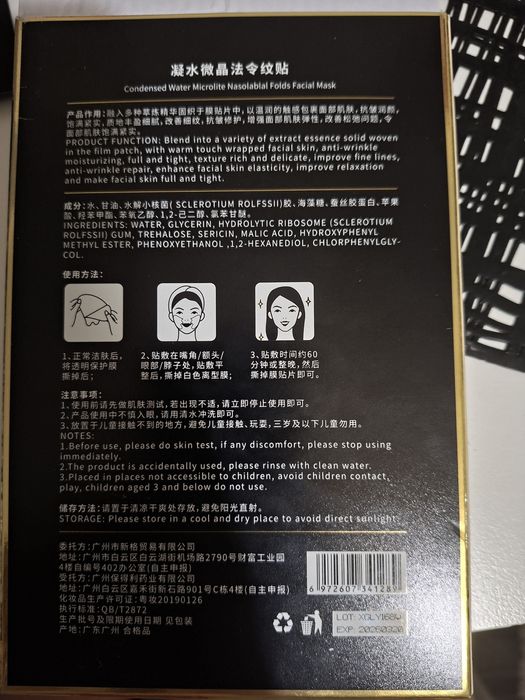 凝水微晶法令纹贴
Condensed Water Microlite Nasolablal Folds Facial Mask
产品作用：融入多种草炼精华固织于膜贴片中，以温润的触感包裹面部肌肤，抗皱润颜，
饱满紧实，质地丰盈细腻，改善细纹，抗皱修护，增强面部肌肤弹性，改善松弛问题，令
面部肌肤饱满紧实。
PRODUCT FUNCTION: Blend into a variety of extract essence solid woven
in the film patch, with warm touch wrapped facial skin, anti-wrinkle
moisturizing, full and tight, texture rich and delicate, improve fine lines,
anti-wrinkle repair, enhance facial skin elasticity, improve relaxation
and make facial skin full and tight.
成分：水、甘油、水解小核菌( SCLEROTIUM ROLFSSII)胶、海藻糖、蚕丝胶蛋白、苹果
酸、羟苯甲酯、苯氧乙醇、1,2-己二醇、氯苯甘醚。
INGREDIENTS: WATER, GLYCERIN, HYDROLYTIC RIBOSOME (SCLEROTIUM
ROLFSSII) GUM, TREHALOSE, SERICIN, MALIC ACID, HYDROXYPHENYL
METHYL ESTER, PHENOXYETHANOL ,1,2-HEXANEDIOL, CHLORPHENYLGLY-
COL.
使用方法：
1、正常洁肤后，
将透明保护膜
撕掉后；
2、贴敷在嘴角/额头/
眼部/脖子处，贴敷平
整后，撕掉白色离型膜；
3、贴敷时间约60
分钟或整晚，然后
撕掉膜贴片即可。
注意事项：
1、使用前请先做肌肤测试，若出现不适，请立即停止使用即可。
2、产品使用中不慎入眼，请用清水冲洗即可。
3、放置于儿童接触不到的地方，避免儿童接触、玩耍，三岁及以下儿童勿用。
NOTES:
1.Before use, please do skin test, if any discomfort, please stop using
immediately.
2.The product is accidentally used, please rinse with clean water.
3.Placed in places not accessible to children, avoid children contact,
play, children aged 3 and below do not use.
储存方法：请置于清凉干爽处存放，避免阳光直射。
STORAGE: Please store in a cool and dry place to avoid direct sunlight.
委托方：广州市新格贸易有限公司
地址：广州市白云区白云湖街机场路2790号财富工业园
4栋自编号402办公室(自主申报)
受托方：广州保得利药业有限公司
地址：广州白云区嘉禾街新石路901号C栋4楼(自主申报)
化妆品生产许可证：粤妆20190126
执行标准：QB/T2872
生产批号及限期使用日期 见包装
产地：广东广州 合格品
6 972607 341289
LOT: XGLY168W
EXP: 20260320